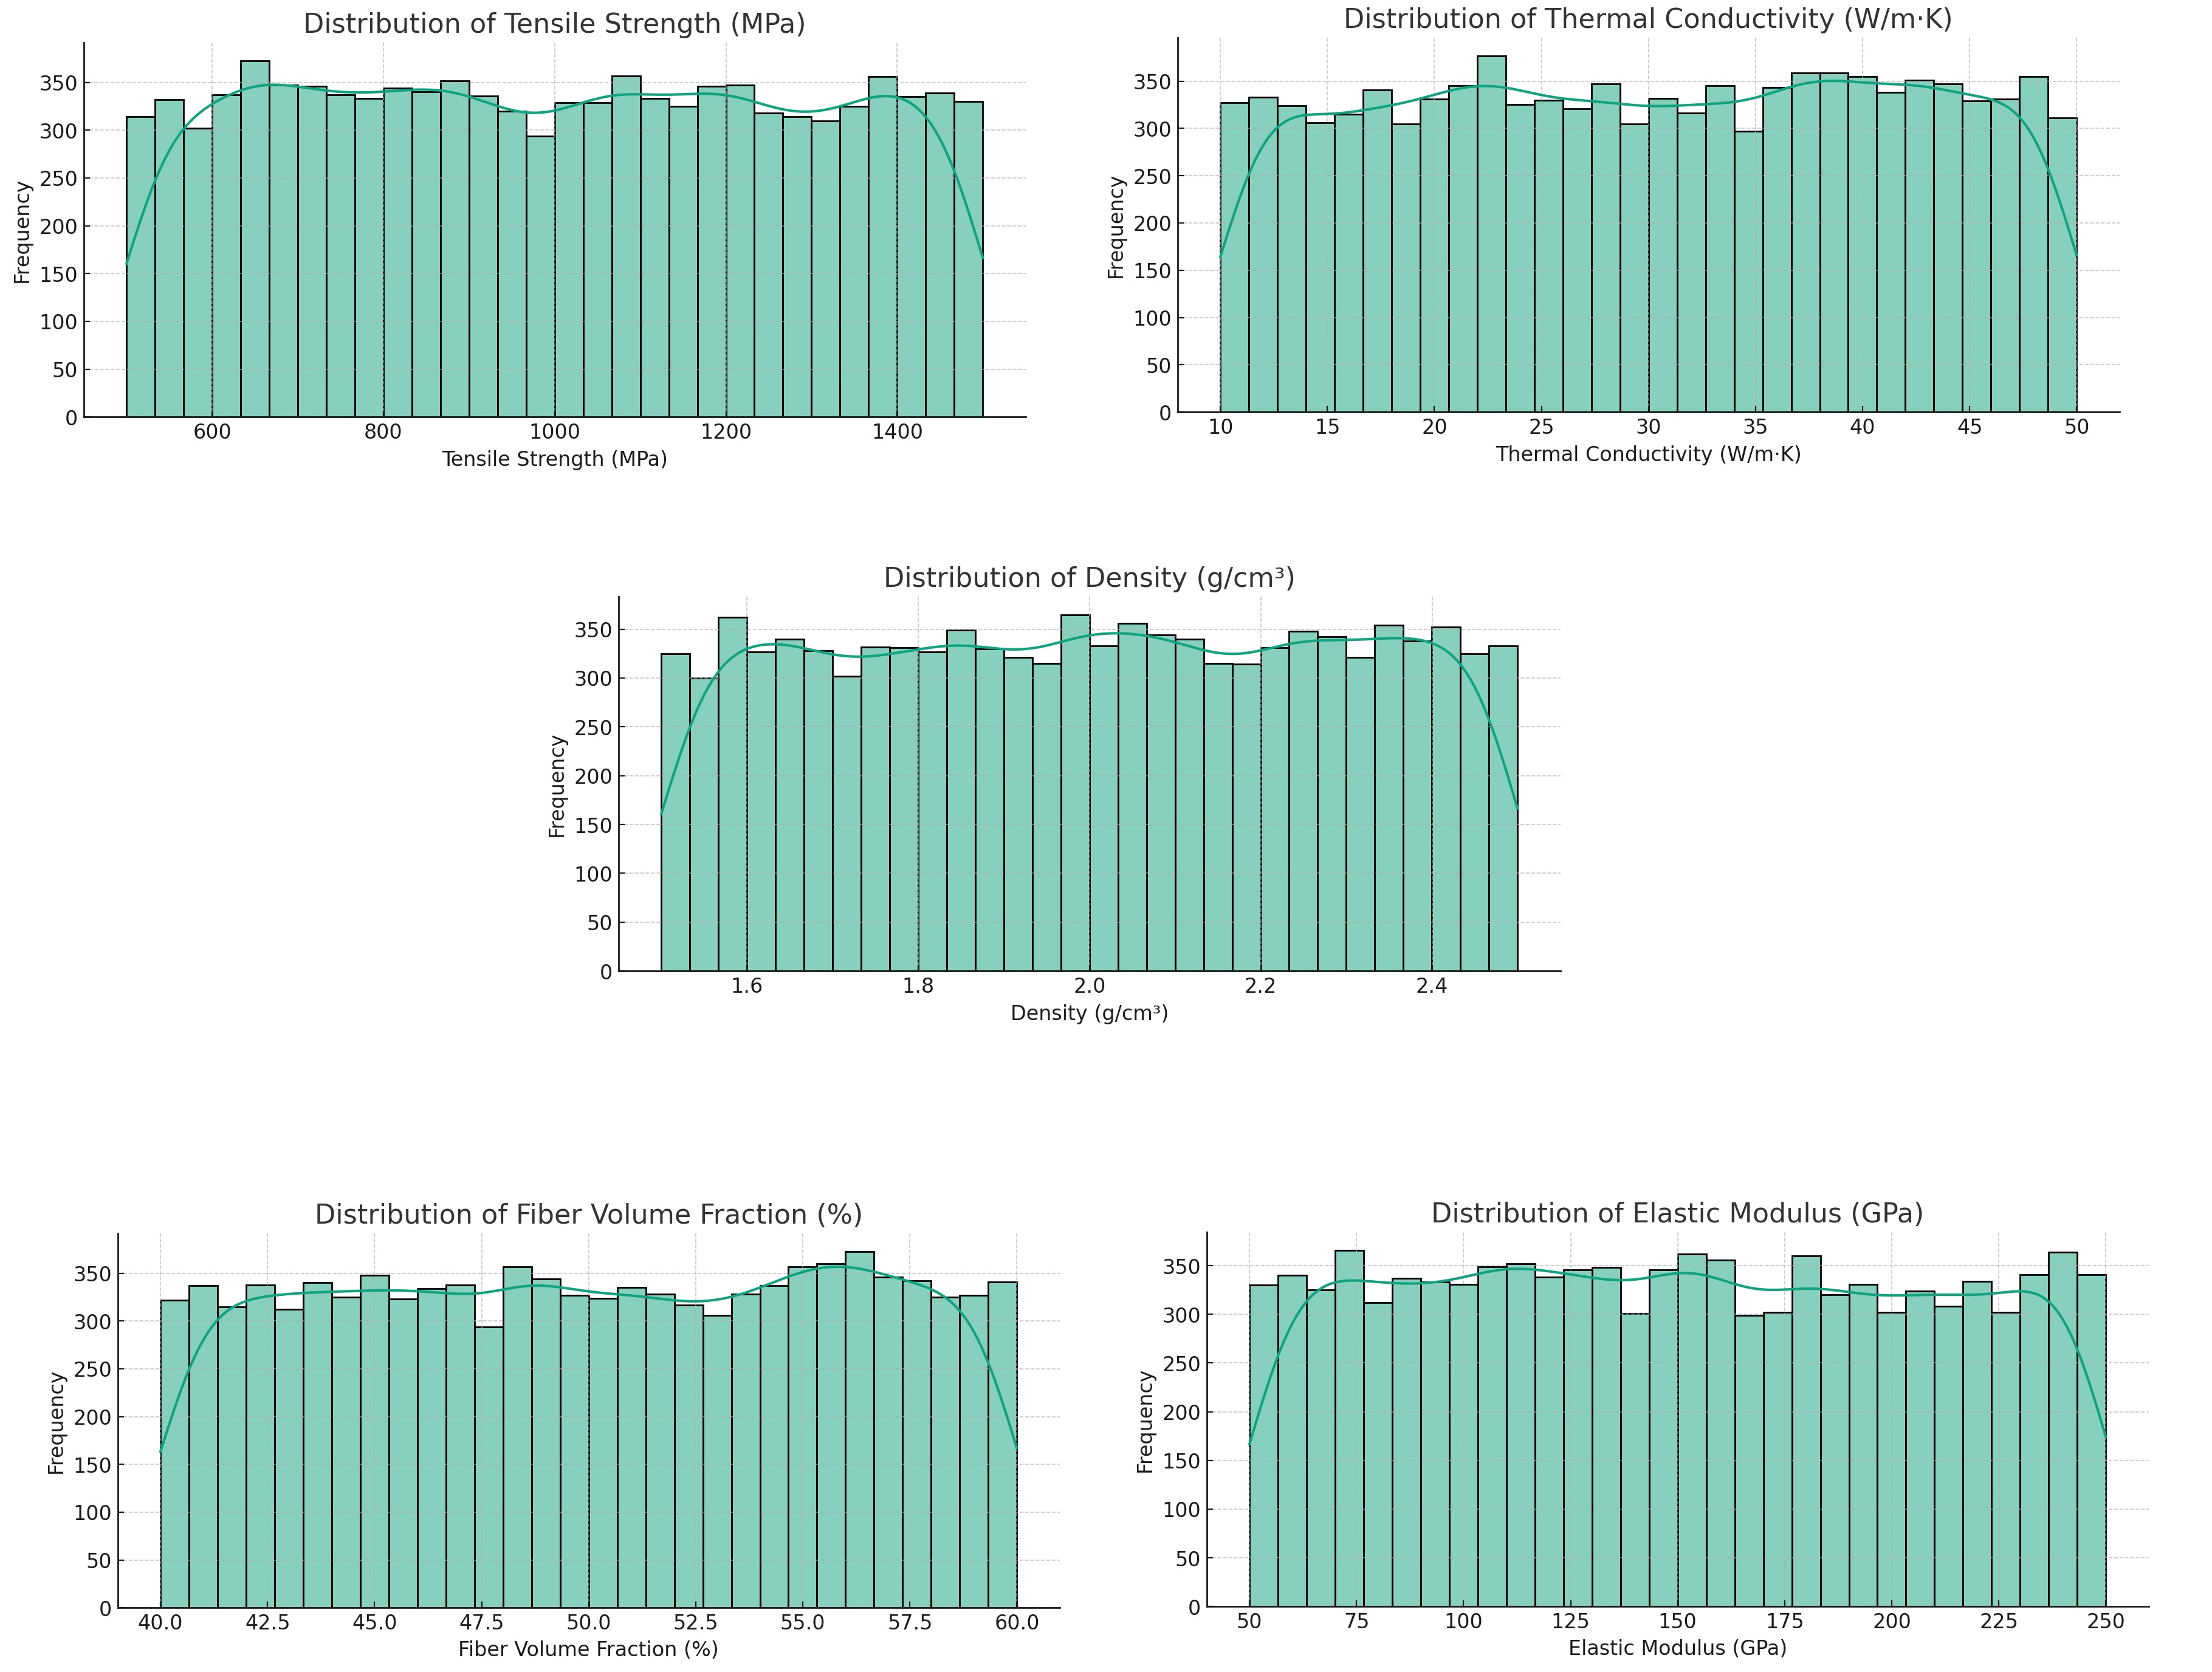 Distribution of Tensile Strength (MPa)
Frequency
350
300
250
200
150
100
50
0
600 800 1000 1200 1400
Tensile Strength (MPa)
Distribution of Thermal Conductivity (W/m·K)
Frequency
350
300
250
200
150
100
50
0
10 15 20 25 30 35 40 45 50
Thermal Conductivity (W/m·K)
Distribution of Density (g/cm³)
Frequency
350
300
250
200
150
100
50
0
1.6 1.8 2.0 2.2 2.4
Density (g/cm³)
Distribution of Fiber Volume Fraction (%)
Frequency
350
300
250
200
150
100
50
0
40.0 42.5 45.0 47.5 50.0 52.5 55.0 57.5 60.0
Fiber Volume Fraction (%)
Distribution of Elastic Modulus (GPa)
Frequency
350
300
250
200
150
100
50
0
50 75 100 125 150 175 200 225 250
Elastic Modulus (GPa)